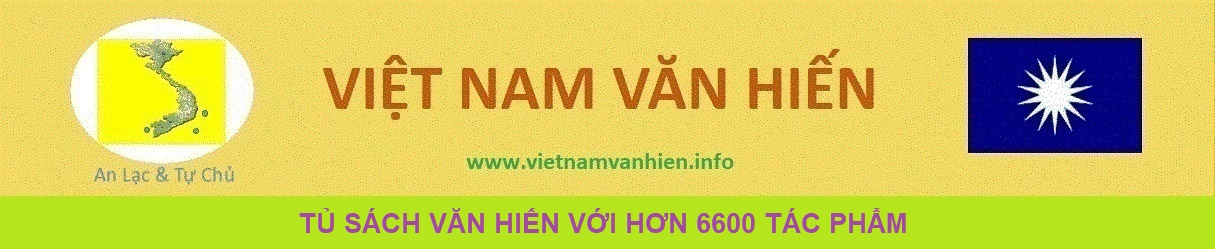 VIỆT NAM VĂN HIẾN
www.vietnamvanhien.info
An Lạc & Tự Chủ
TỦ SÁCH VĂN HIẾN VỚI HƠN 6600 TÁC PHẨM